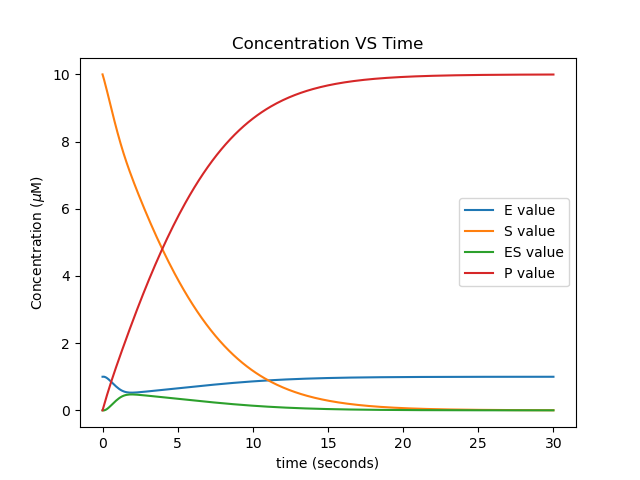 Concentration VS Time
Concentration (μM)
10
8
6
4
2
0
E value
S value
ES value
P value
0 5 10 15 20 25 30
time (seconds)